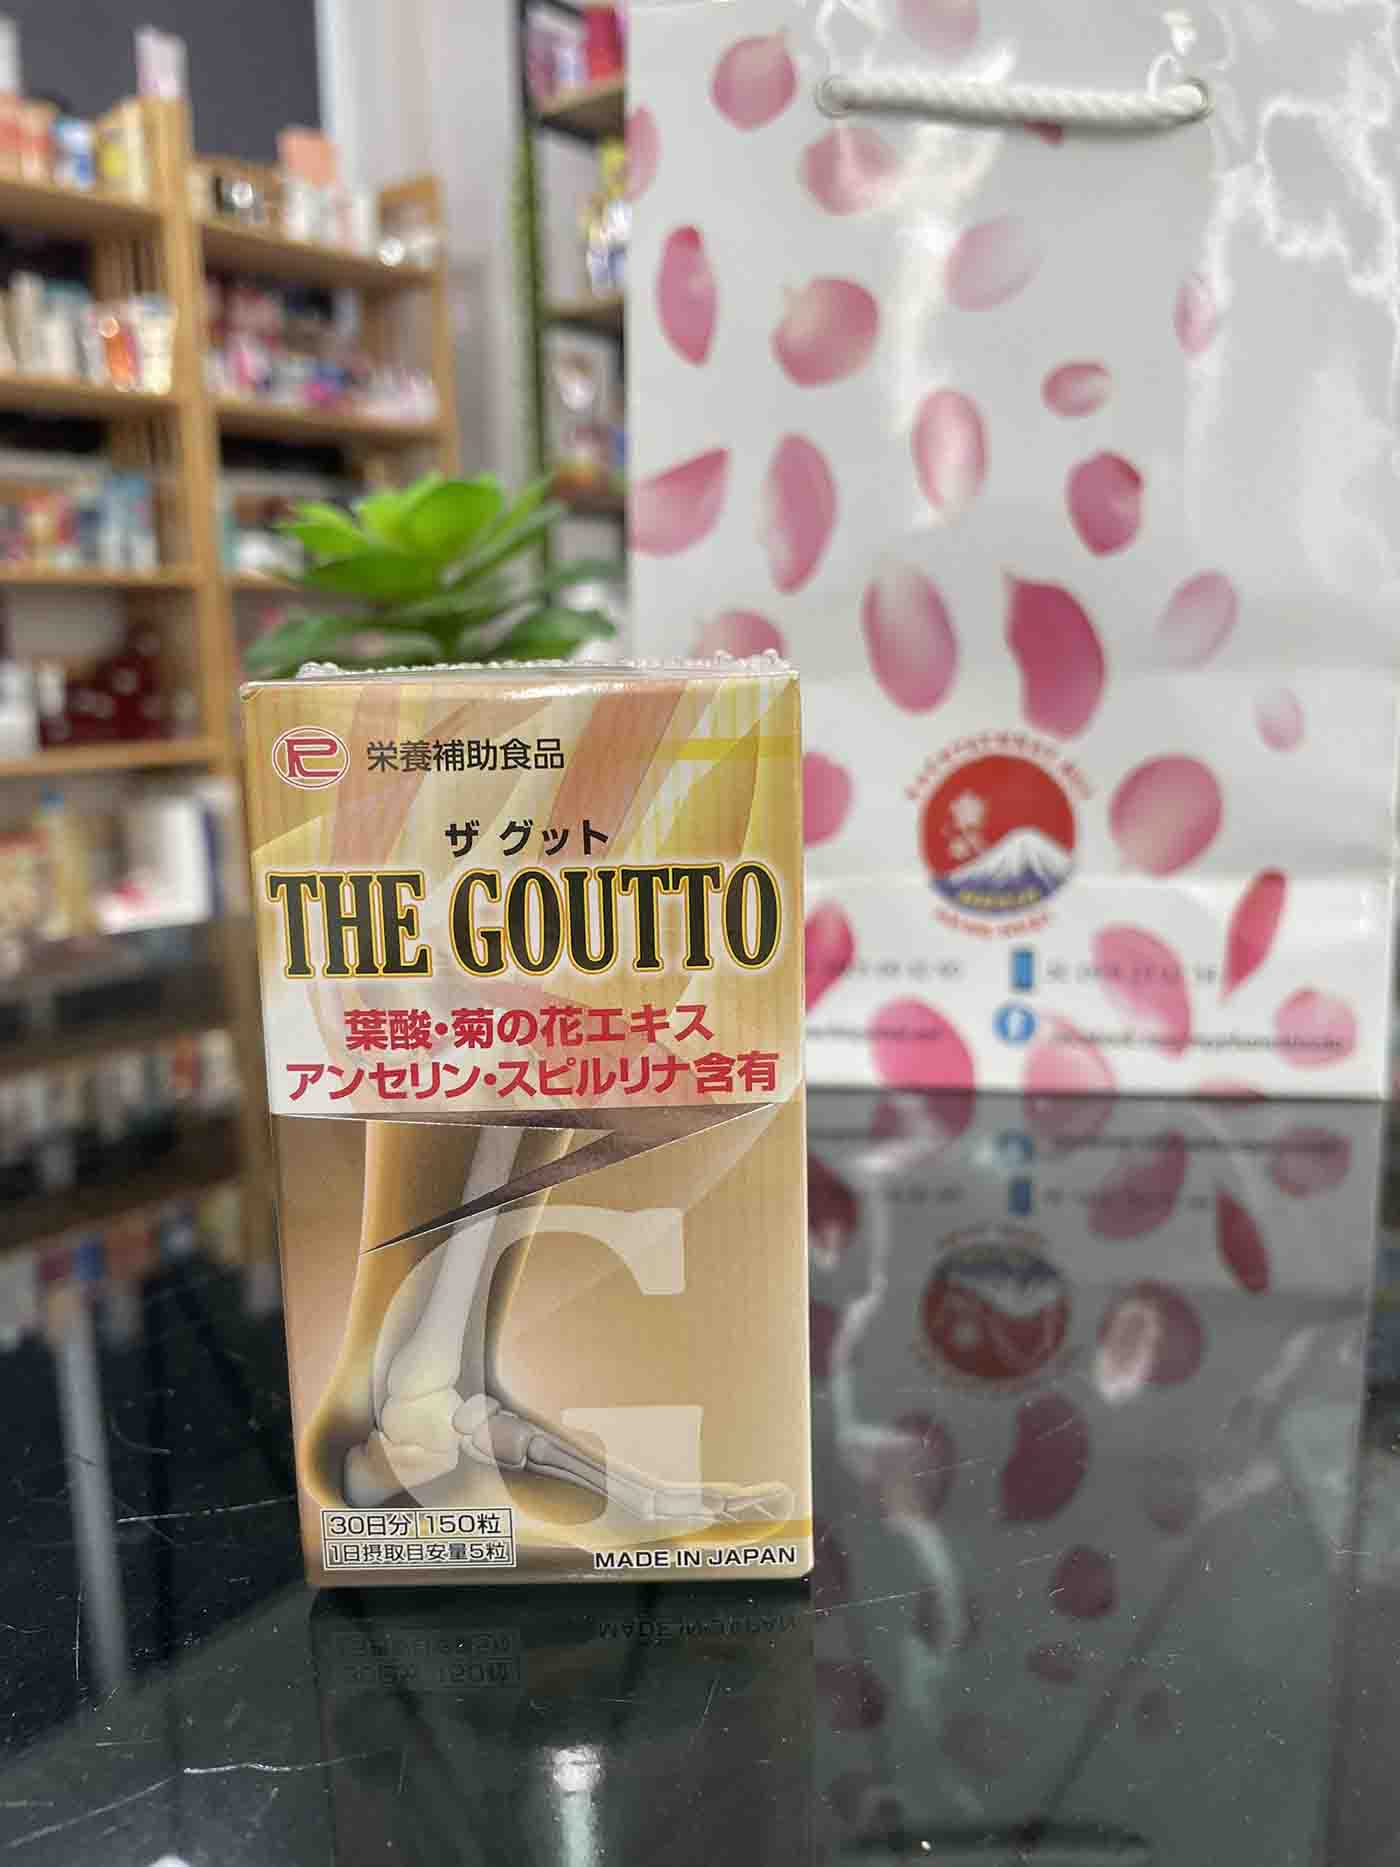 栄養補助食品
ザ グット
THE GOUTTO
葉酸・菊の花エキス
アンセリン・スピルリナ含有
30日分 150粒
1日摂取目安量5粒
MADE IN JAPAN